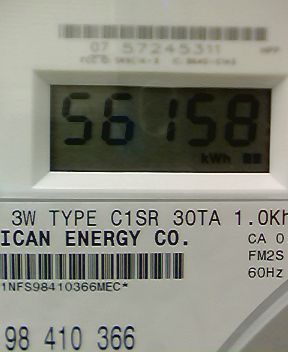 07 57245311
56158
kWh
3W TYPE C1SR 30TA 1.0Kh
ICAN ENERGY CO.
CA 0
FM2S
60Hz
1NFS98410366MEC*
98 410 366